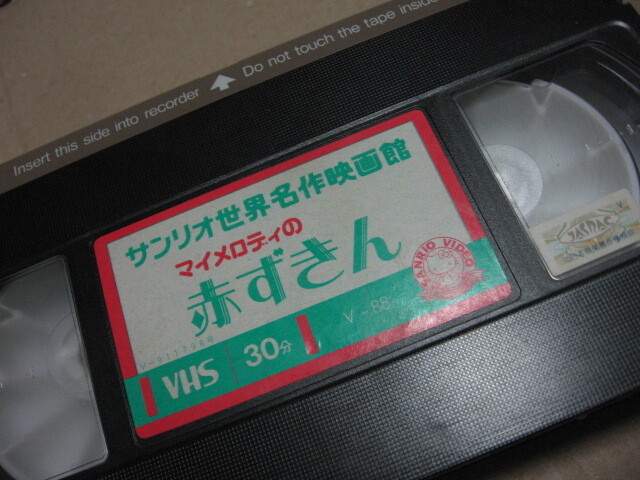 Insert this side into recorder Do not touch the tape inside
サンリオ世界名作映画館
マイメロディの
赤ずきん
SANRIO VIDEO
V-88
VHS 30分
JASRAC